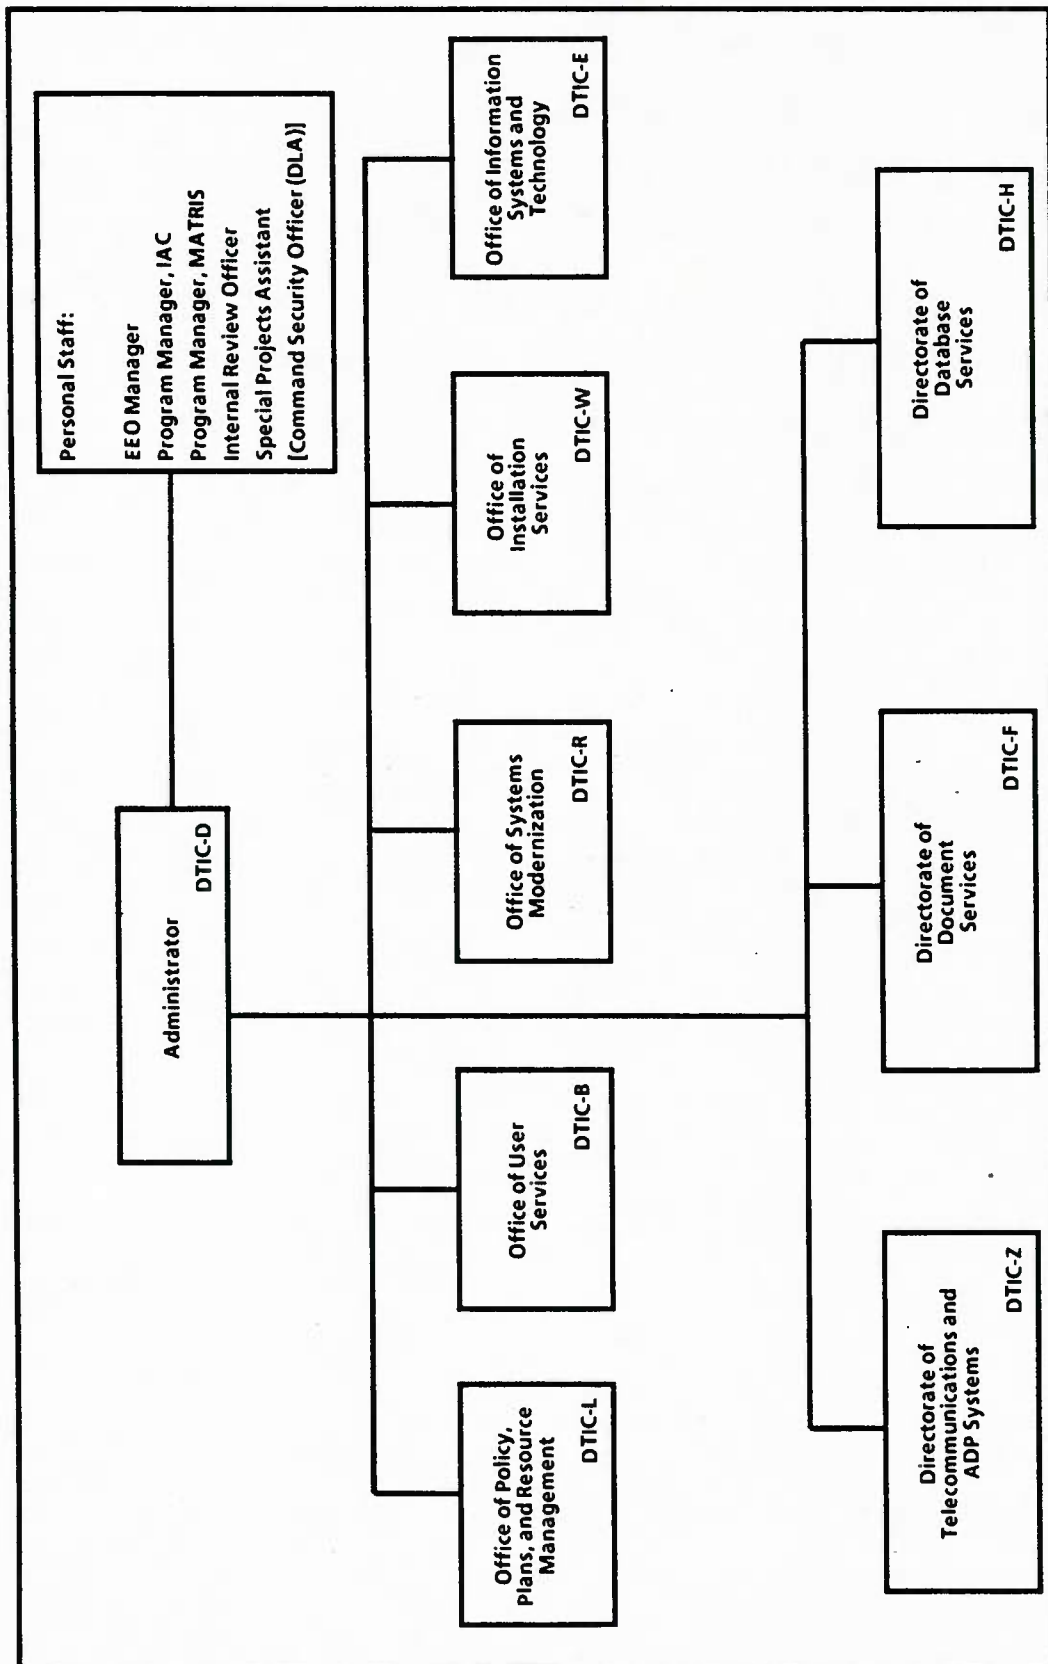 Administrator
DTIC-D
Personal Staff:
EEO Manager
Program Manager, IAC
Program Manager, MATRIS
Internal Review Officer
Special Projects Assistant
[Command Security Officer (DLA)]
Office of Policy,
Plans, and Resource
Management
DTIC-L
Office of User
Services
DTIC-B
Office of Systems
Modernization
DTIC-R
Office of
Installation
Services
DTIC-W
Office of Information
Systems and
Technology
DTIC-E
Directorate of
Telecommunications and
ADP Systems
DTIC-Z
Directorate of
Document
Services
DTIC-F
Directorate of
Database
Services
DTIC-H